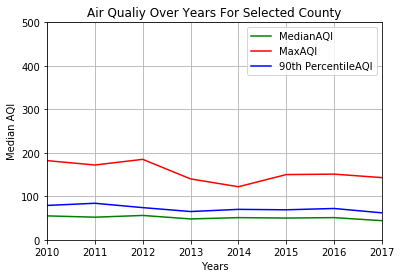 Air Qualiy Over Years For Selected County
500
400
300
200
100
0
Median AQI
MedianAQI
MaxAQI
90th PercentileAQI
2010 2011 2012 2013 2014 2015 2016 2017
Years